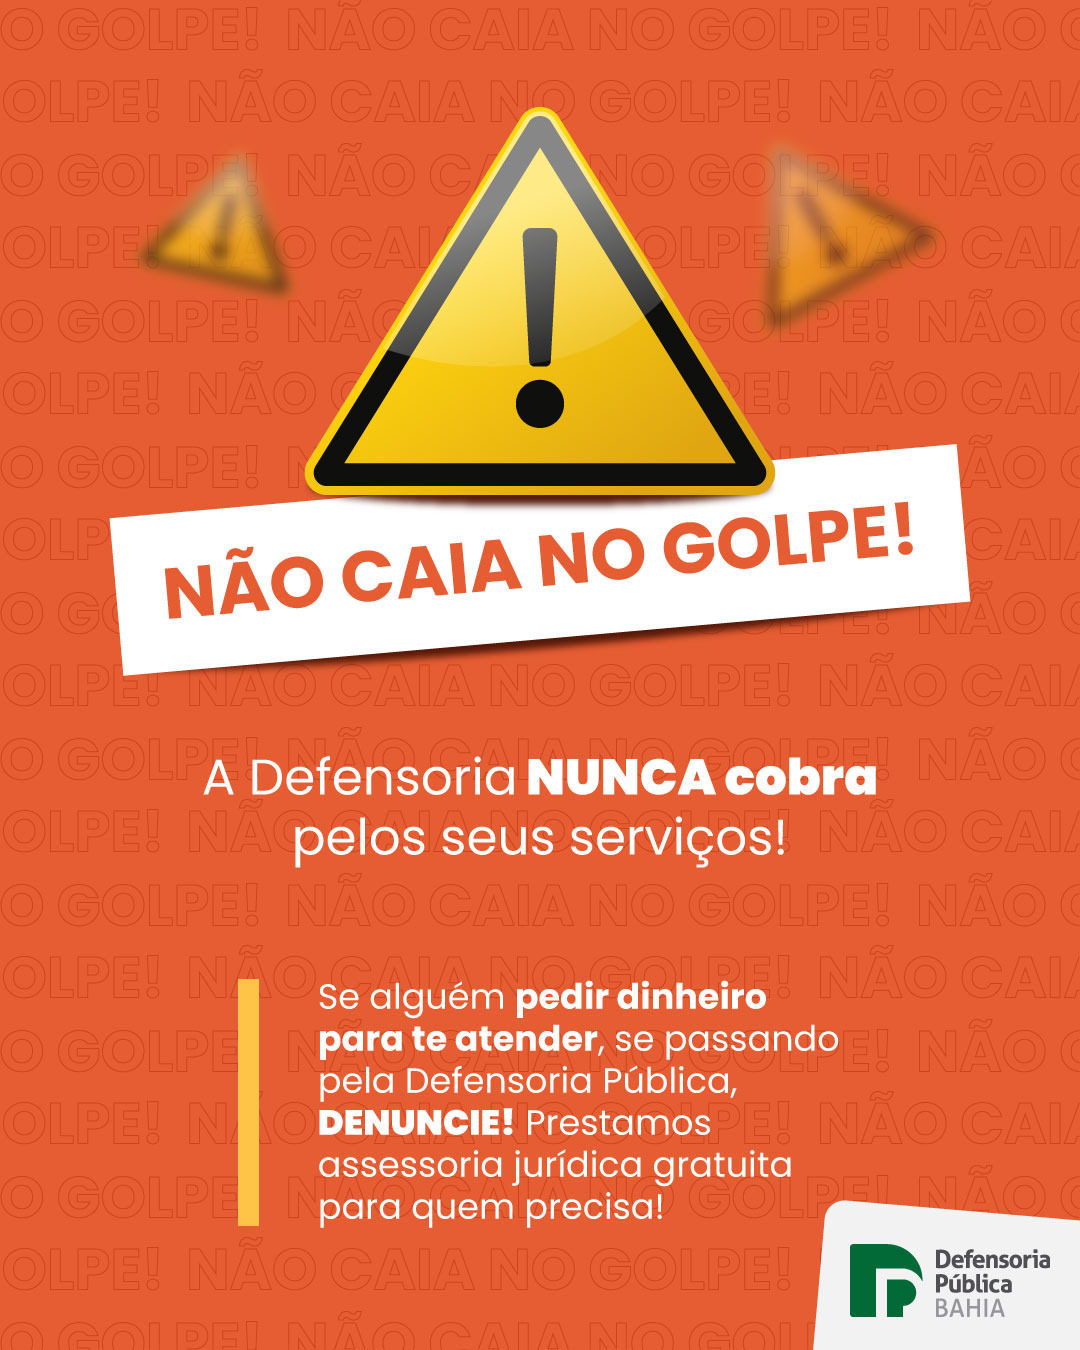 NÃO CAIA NO GOLPE!
A Defensoria NUNCA cobra
pelos seus serviços!
Se alguém pedir dinheiro
para te atender, se passando
pela Defensoria Pública,
DENUNCIE! Prestamos
assessoria jurídica gratuita
para quem precisa!
Defensoria
Pública
BAHIA